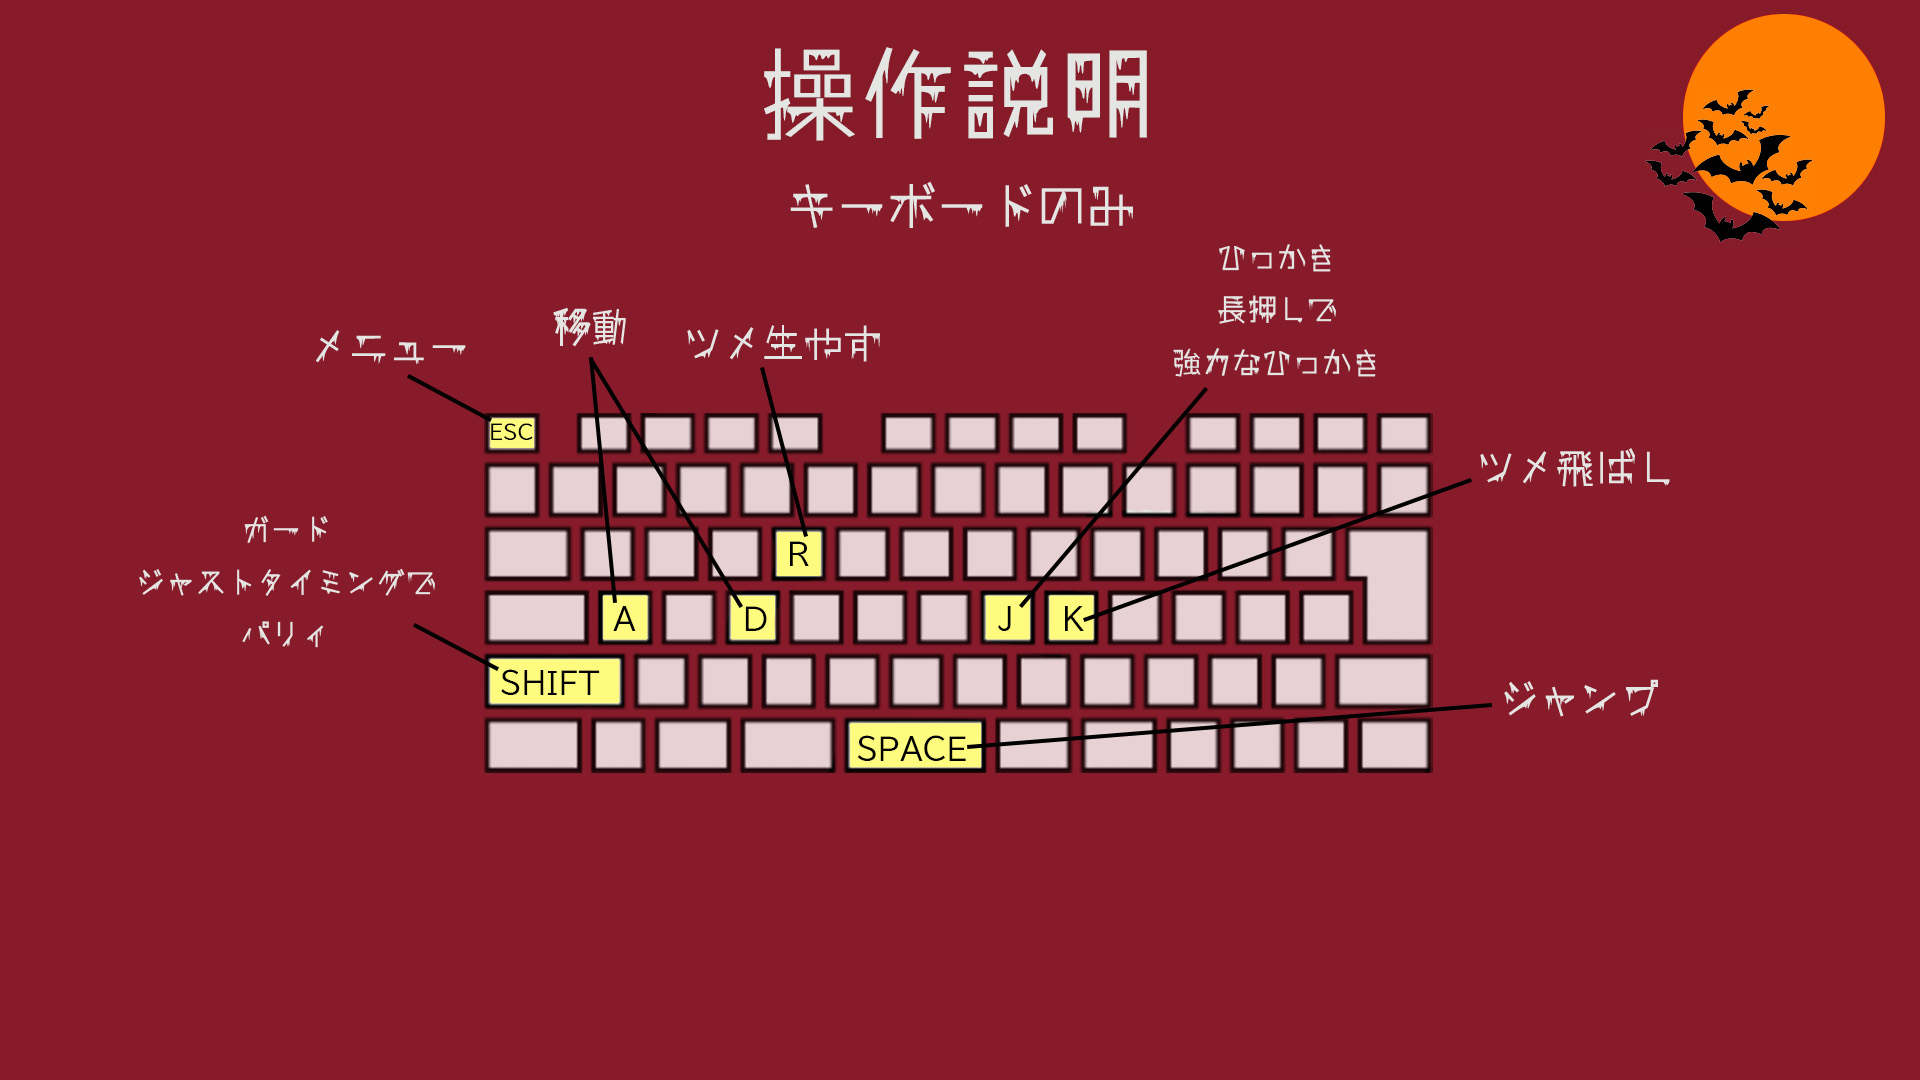 操作説明
キーボードのみ
ひっかき
長押しで
強力なひっかき
移動
ツメ生やす
メニュー
ESC
ツメ飛ばし
ガード
ジャストタイミングで
パリィ
R
A
D
J
K
SHIFT
ジャンプ
SPACE